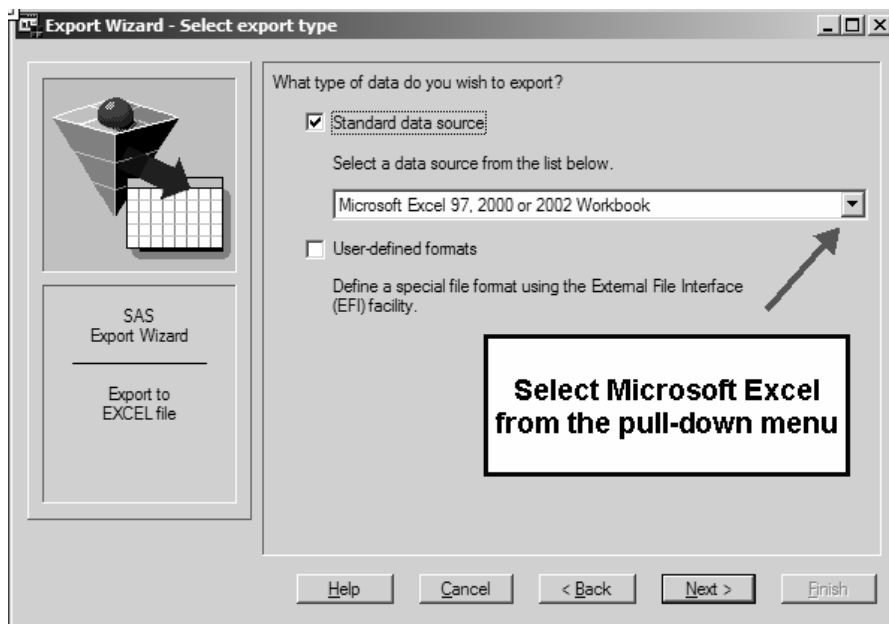 Export Wizard - Select export type
What type of data do you wish to export?
Standard data source
Select a data source from the list below.
Microsoft Excel 97, 2000 or 2002 Workbook
User-defined formats
Define a special file format using the External File Interface
(EFI) facility.
SAS
Export Wizard
Export to
EXCEL file
Select Microsoft Excel
from the pull-down menu
Help
Cancel
< Back
Next >
Finish